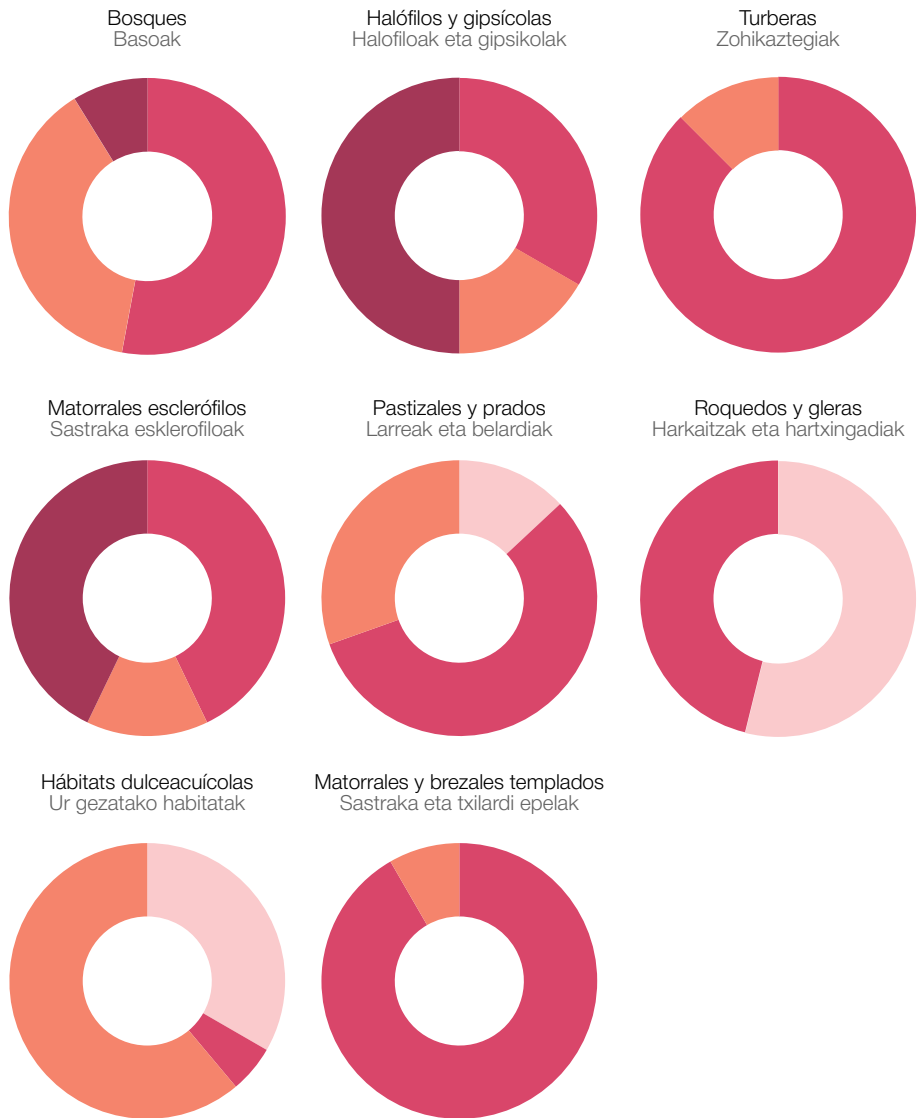 Bosques
Basoak
Halófilos y gipsícolas
Halofiloak eta gipsikolak
Turberas
Zohikaztegiak
Matorrales esclerófilos
Sastraka esklerofiloak
Pastizales y prados
Larreak eta belardiak
Roquedos y gleras
Harkaitzak eta hartxingadiak
Hábitats dulceacuícolas
Ur gezatako habitatak
Matorrales y brezales templados
Sastraka eta txilardi epelak